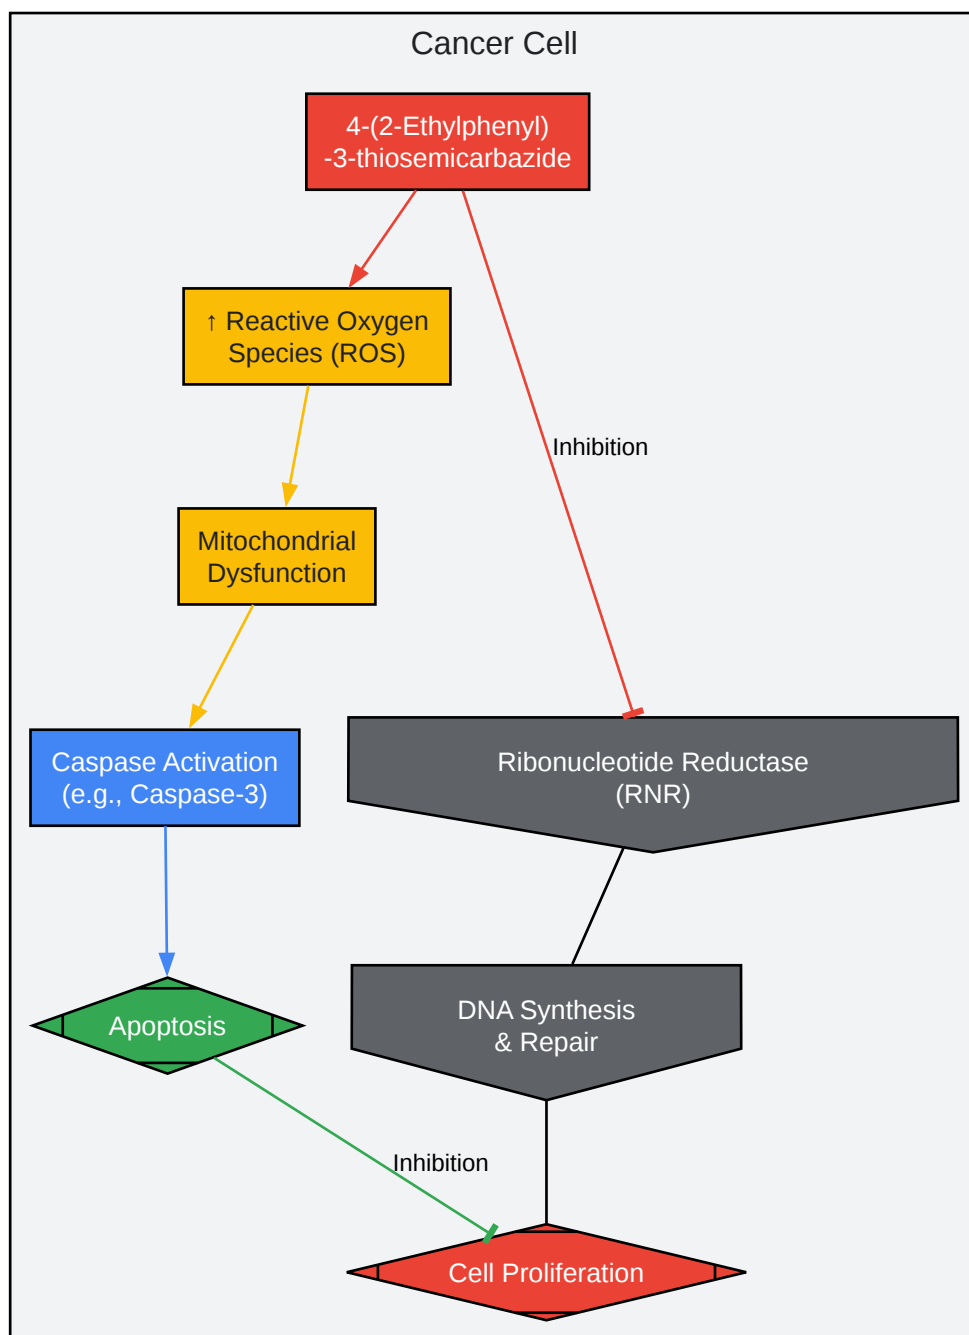 Cancer Cell
4-(2-Ethylphenyl)
-3-thiosemicarbazide
↑ Reactive Oxygen
Species (ROS)
Inhibition
Mitochondrial
Dysfunction
Caspase Activation
(e.g., Caspase-3)
Ribonucleotide Reductase
(RNR)
DNA Synthesis
& Repair
Apoptosis
Inhibition
Cell Proliferation